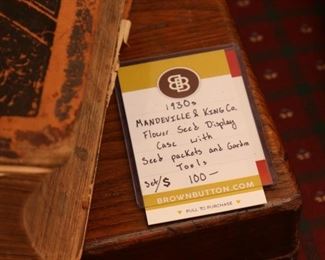 BB
1930s
MANDEVILLE & KING Co.
Flower Seed Display
Case with
Seed packets and Garden
Tools
Set/$ 100 —
BROWNBUTTON.COM
PULL TO PURCHASE